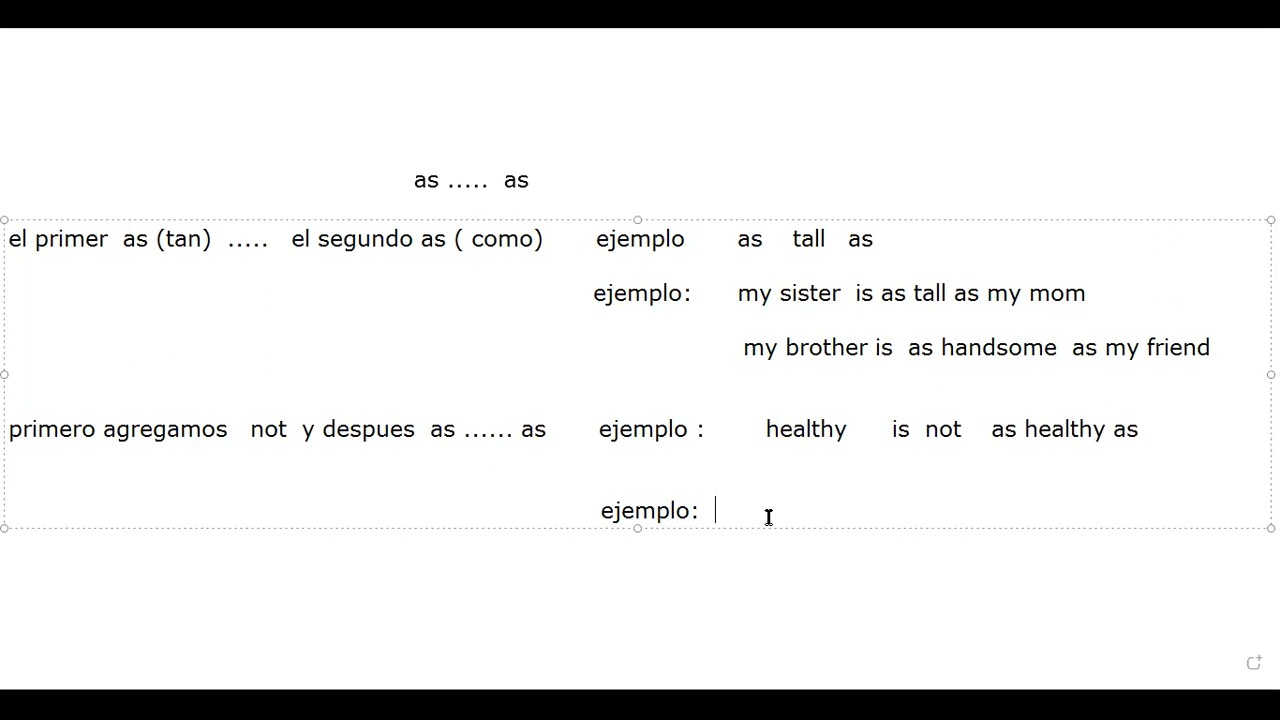 as ..... as
el primer as (tan) ..... el segundo as ( como) ejemplo as tall as
ejemplo: my sister is as tall as my mom
my brother is as handsome as my friend
primero agregamos not y despues as ...... as ejemplo : healthy is not as healthy as
ejemplo: